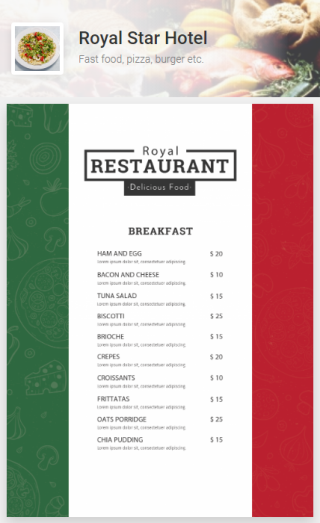 Royal Star Hotel
Fast food, pizza, burger etc.
Royal
RESTAURANT
Delicious Food
BREAKFAST
HAM AND EGG $ 20
Lorem ipsum dolor sit, consectetuer adipiscing
BACON AND CHEESE $ 10
Lorem ipsum dolor sit, consectetuer adipiscing
TUNA SALAD $ 15
Lorem ipsum dolor sit, consectetuer adipiscing
BISCOTTI $ 25
Lorem ipsum dolor sit, consectetuer adipiscing
BRIOCHE $ 15
Lorem ipsum dolor sit, consectetuer adipiscing
CREPES $ 20
Lorem ipsum dolor sit, consectetuer adipiscing
CROISSANTS $ 10
Lorem ipsum dolor sit, consectetuer adipiscing
FRITTATAS $ 15
Lorem ipsum dolor sit, consectetuer adipiscing
OATS PORRIDGE $ 25
Lorem ipsum dolor sit, consectetuer adipiscing
CHIA PUDDING $ 15
Lorem ipsum dolor sit, consectetuer adipiscing